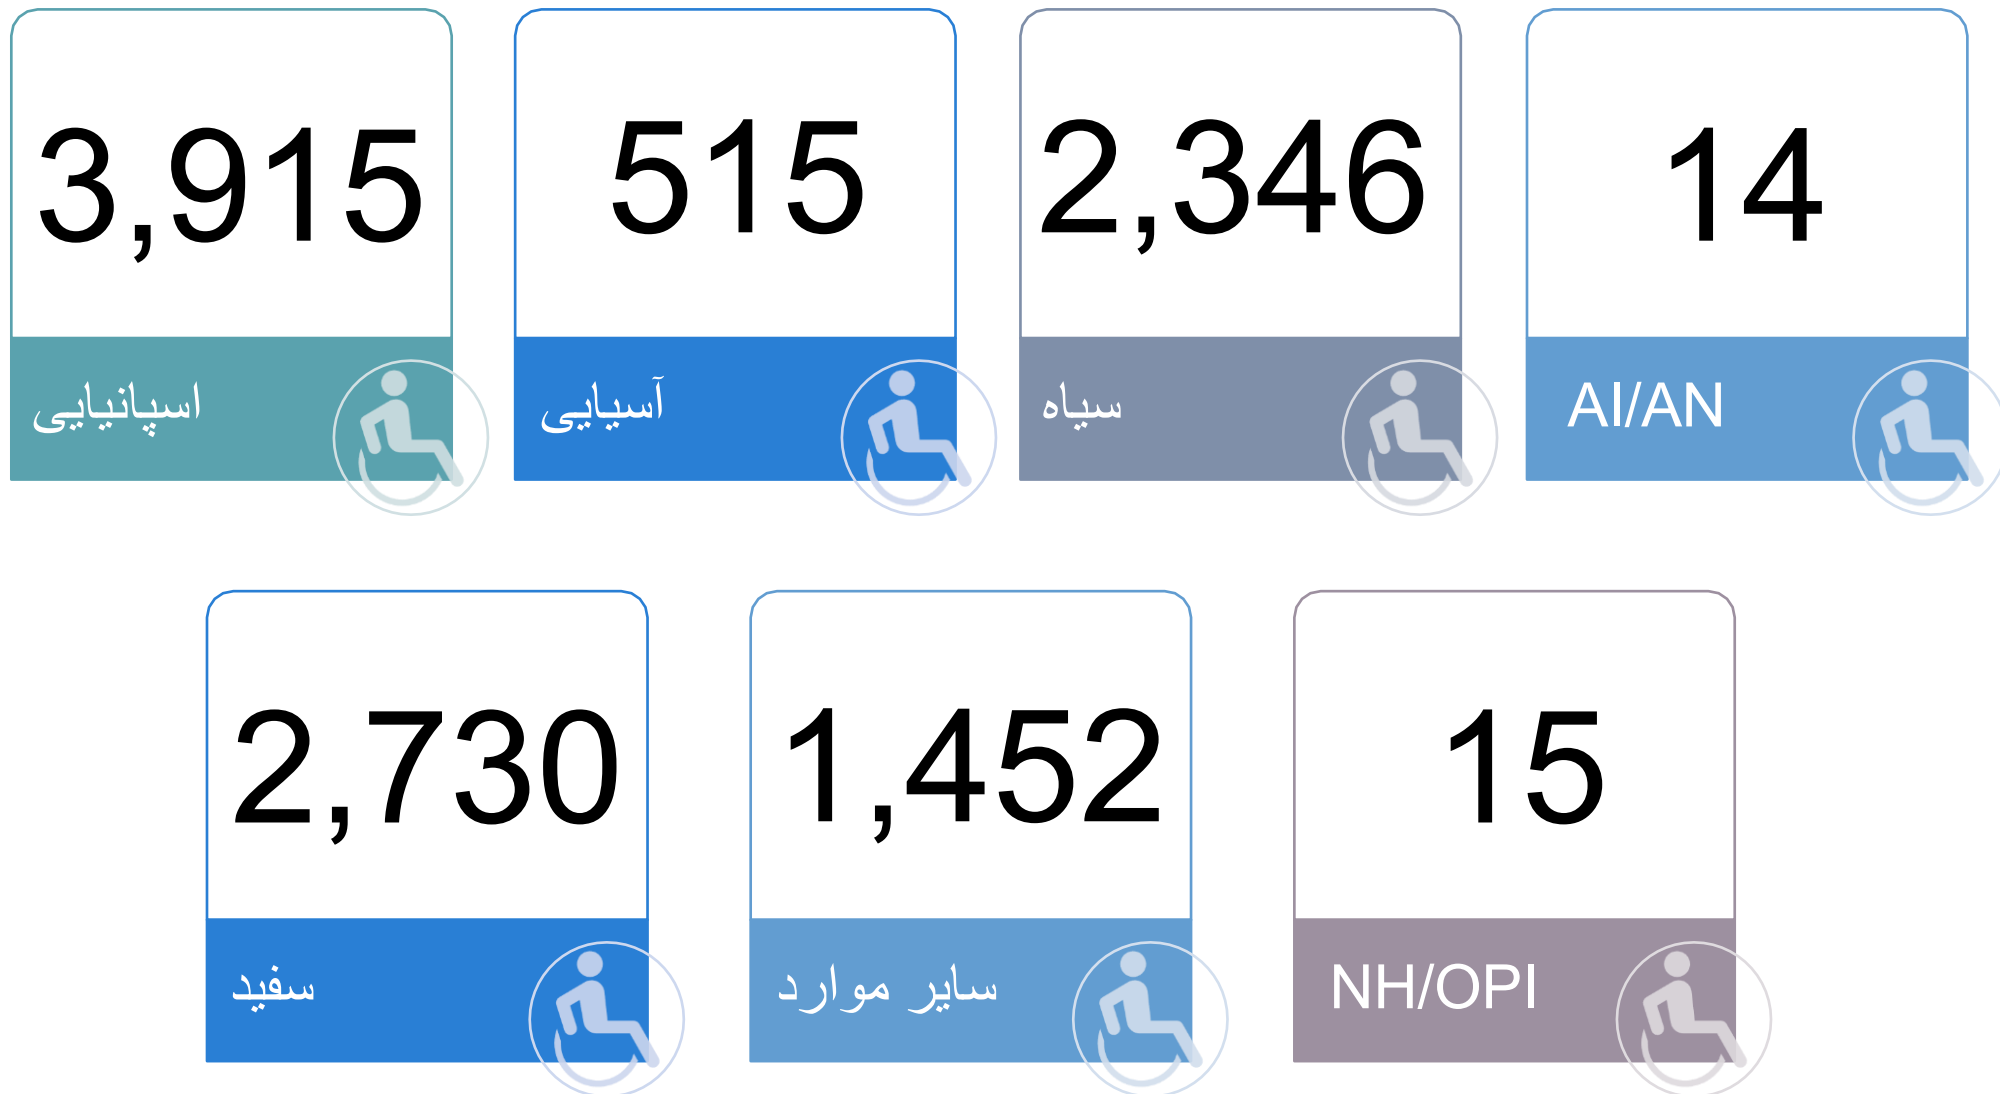 3,915
اسپانیایی
515
آسیایی
2,346
سیاه
14
AI/AN
2,730
سفید
1,452
سایر موارد
15
NH/OPI